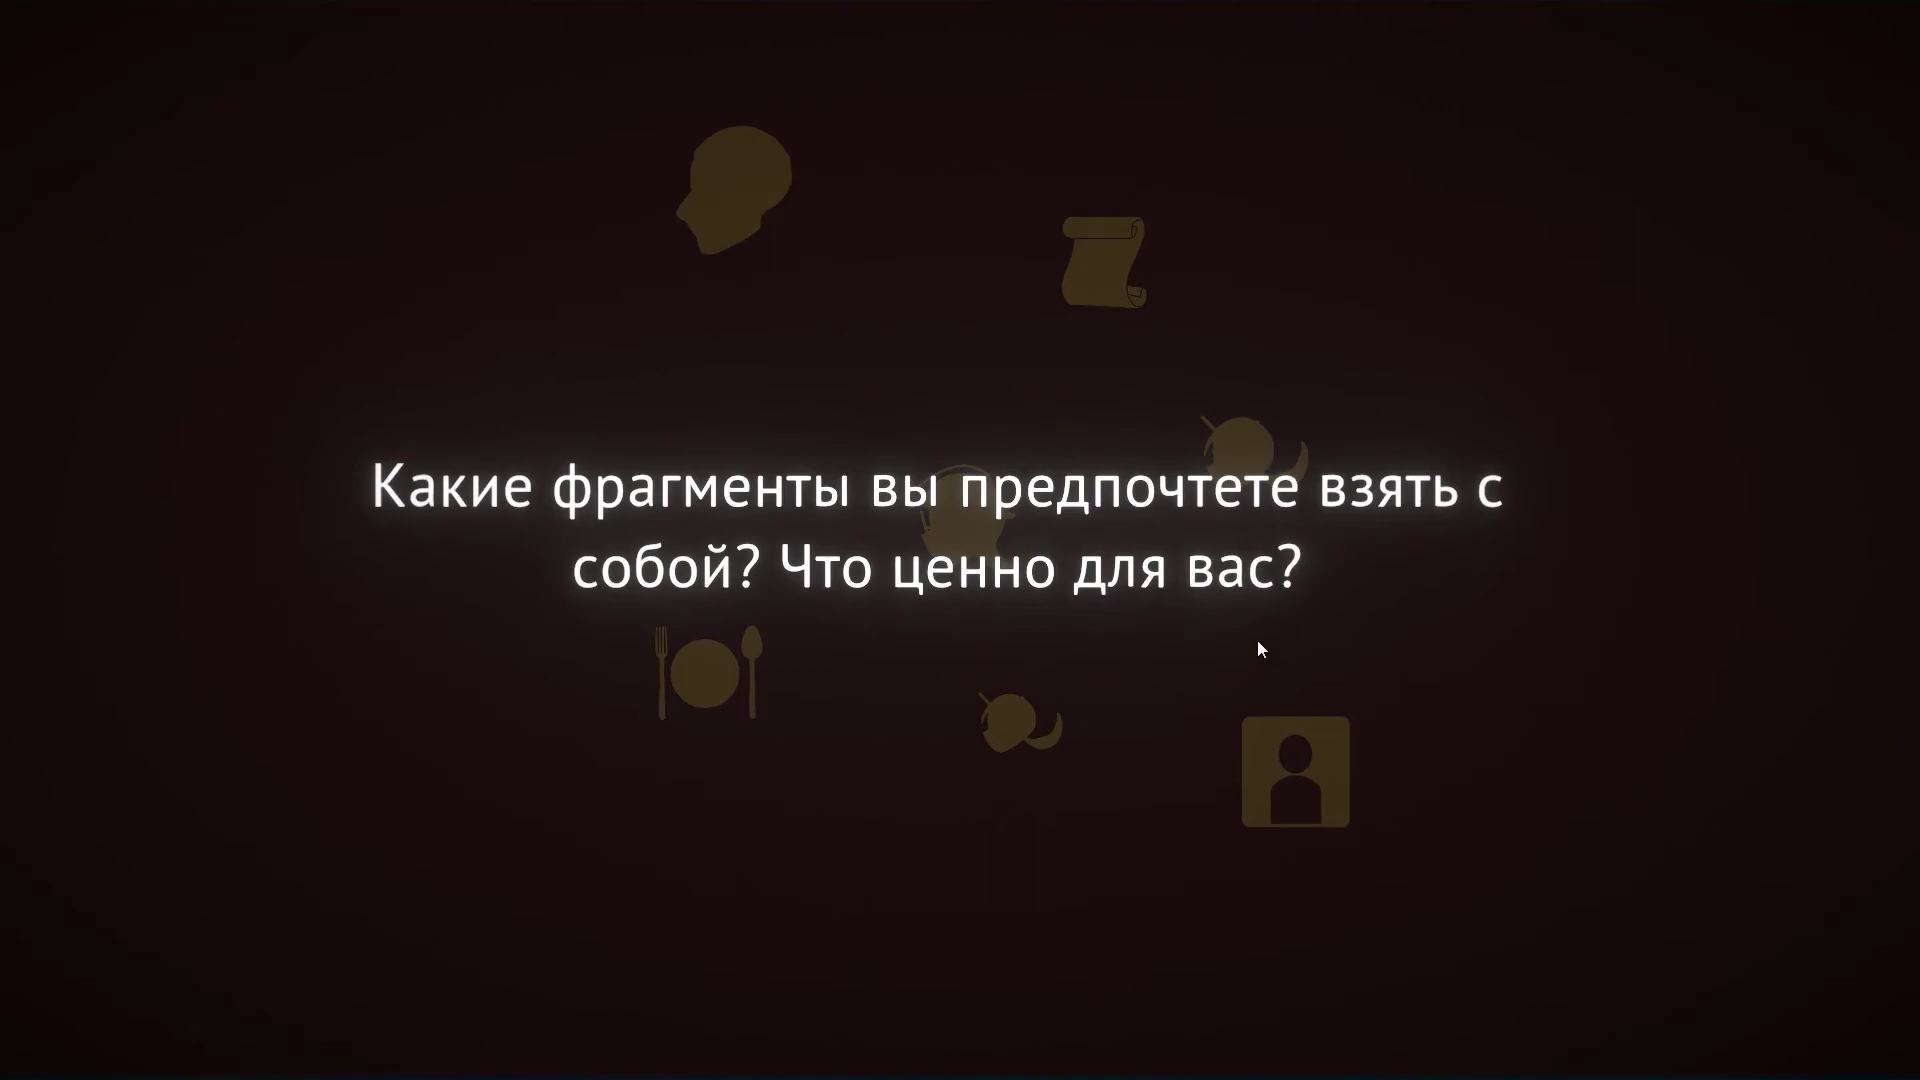 Какие фрагменты вы предпочтете взять с
собой? Что ценно для вас?